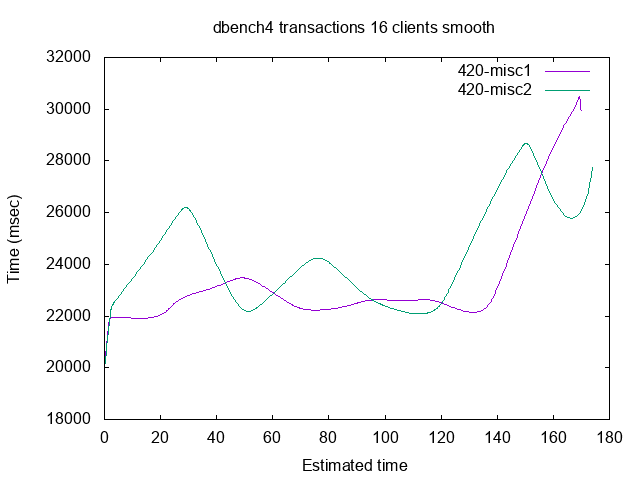 dbench4 transactions 16 clients smooth
32000
30000
28000
26000
24000
22000
20000
18000
Time (msec)
420-misc1
420-misc2
0 20 40 60 80 100 120 140 160 180
Estimated time